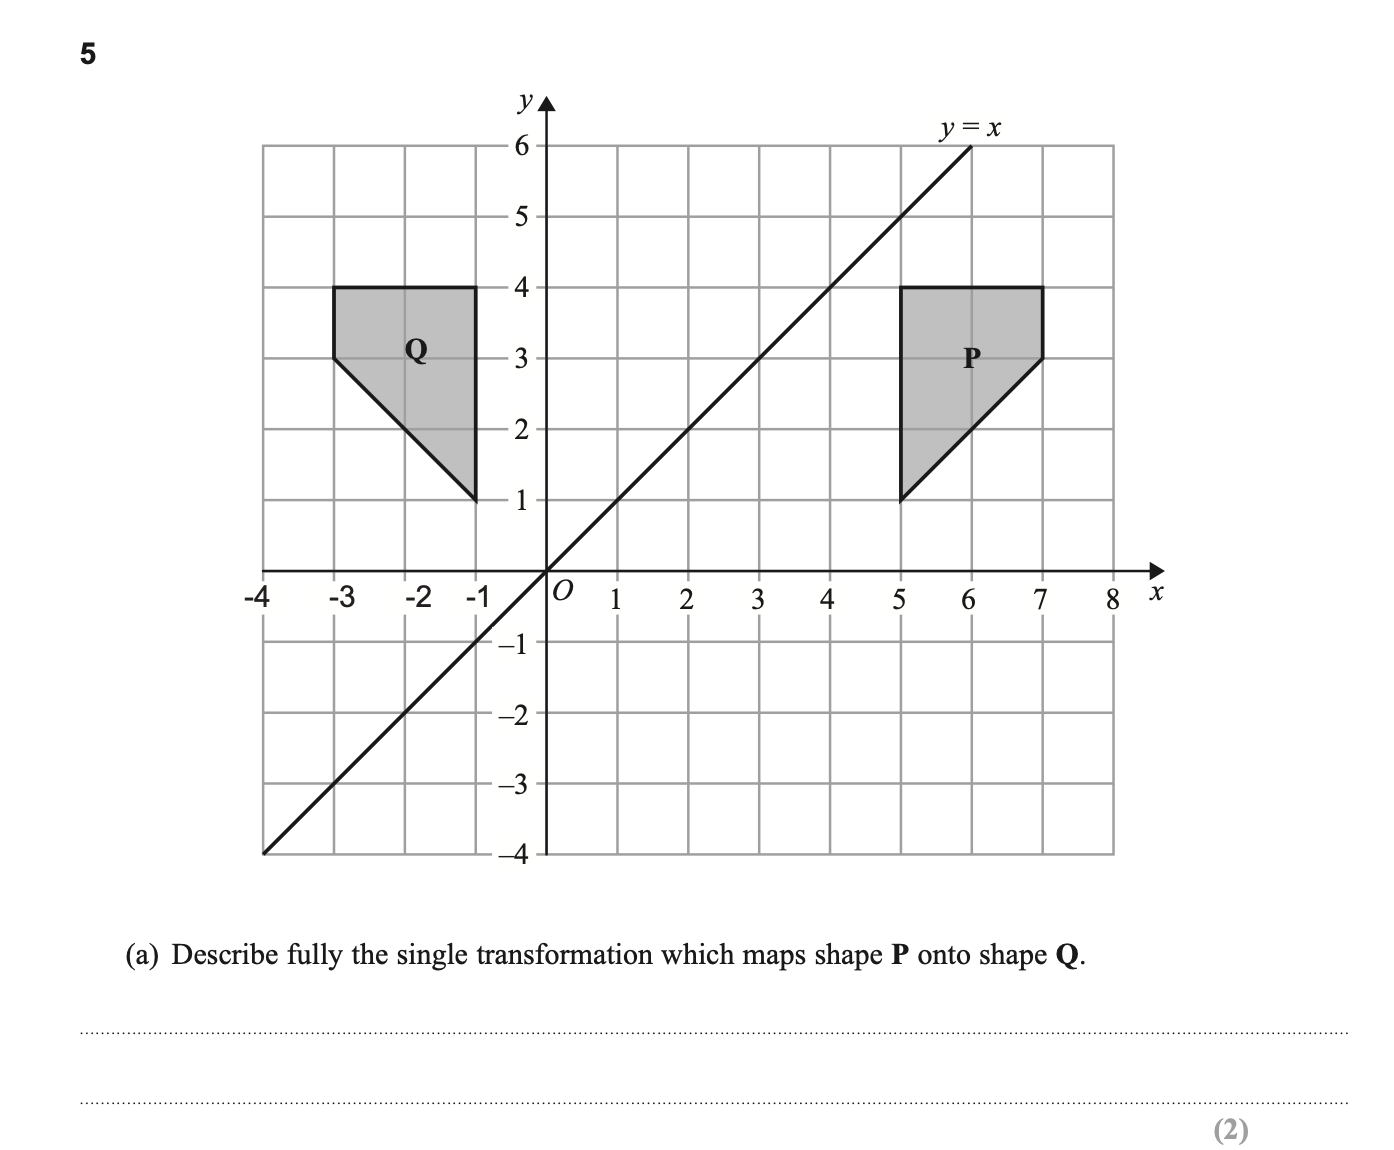 5
y
y = x
6
5
4
Q
3
P
2
1
-4 -3 -2 -1 O 1 2 3 4 5 6 7 8 x
–1
–2
–3
–4
(a) Describe fully the single transformation which maps shape P onto shape Q.
(2)